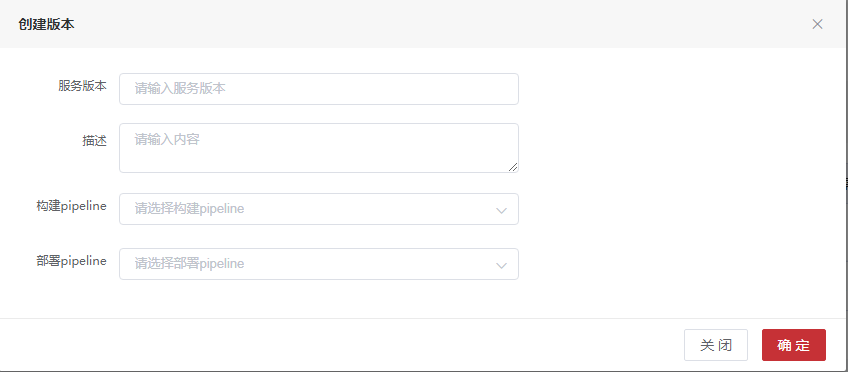 创建版本
服务版本 请输入服务版本
描述 请输入内容
构建pipeline 请选择构建pipeline
部署pipeline 请选择部署pipeline
关 闭 确 定